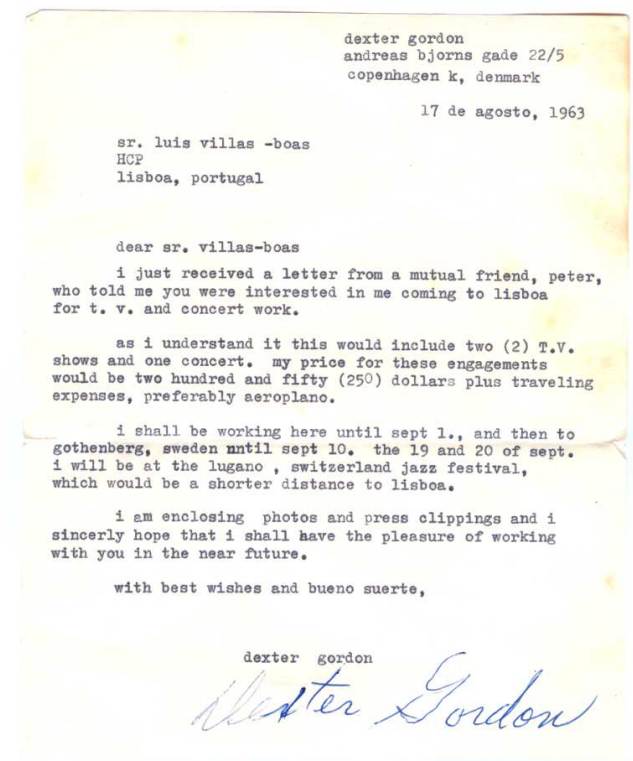 dexter gordon
andreas bjorns gade 22/5
copenhagen k, denmark
17 de agosto, 1963
sr. luis villas -boas
HCP
lisboa, portugal
dear sr. villas-boas
i just received a letter from a mutual friend, peter,
who told me you were interested in me coming to lisboa
for t. v. and concert work.
as i understand it this would include two (2) T.V.
shows and one concert. my price for these engagements
would be two hundred and fifty (250) dollars plus traveling
expenses, preferably aeroplano.
i shall be working here until sept 1., and then to
gothenberg, sweden nntil sept 10. the 19 and 20 of sept.
i will be at the lugano , switzerland jazz festival,
which would be a shorter distance to lisboa.
i am enclosing photos and press clippings and i
sincerly hope that i shall have the pleasure of working
with you in the near future.
with best wishes and bueno suerte,
dexter gordon
Dexter Gordon